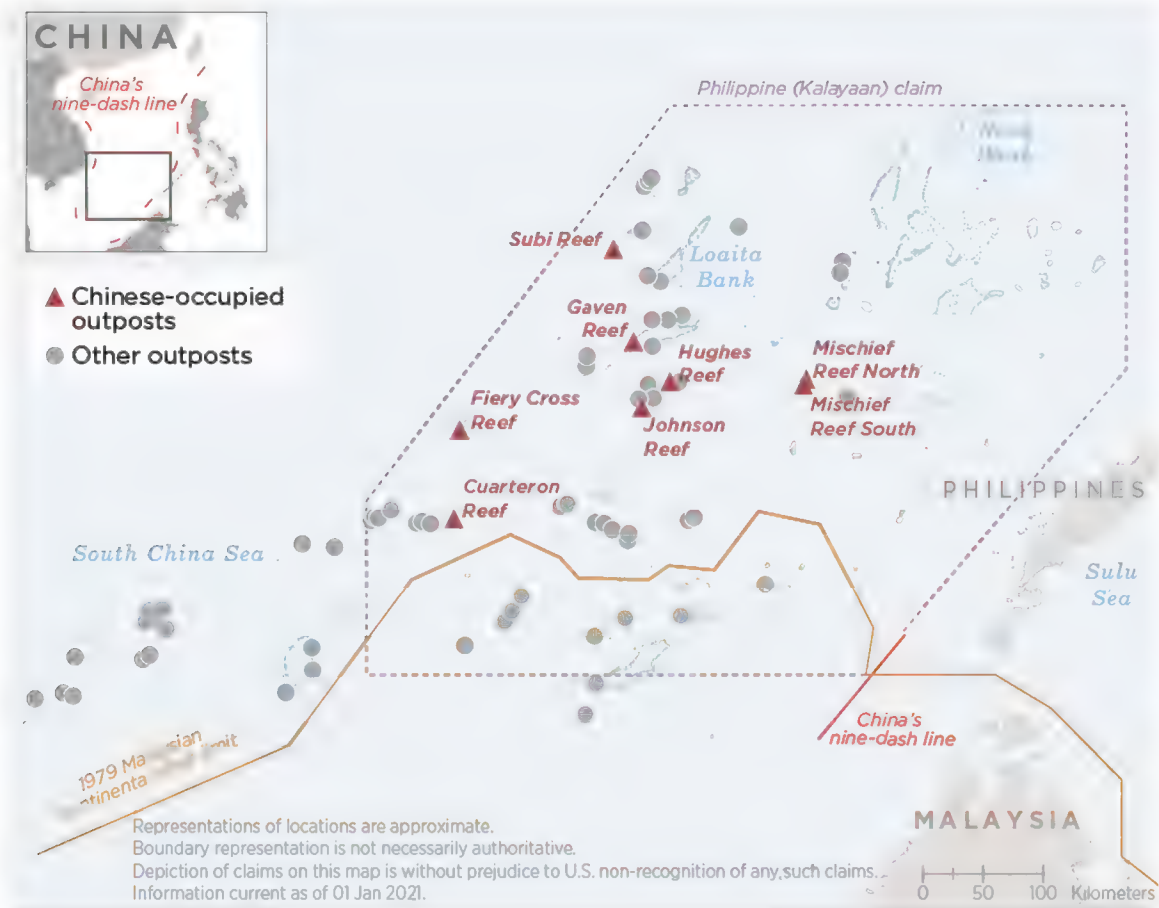 CHINA
China's
nine-dash line
Chinese-occupied
outposts
Other outposts
Philippine (Kalayaan) claim
Subi Reef
Loaita
Bank
Gaven
Reef
Hughes
Reef
Mischief
Reef North
Mischief
Reef South
Fiery Cross
Reef
Johnson
Reef
Cuarteron
Reef
PHILIPPINES
South China Sea
Sulu
Sea
China's
nine-dash line
1979
MALAYSIA
Representations of locations are approximate.
Boundary representation is not necessarily authoritative.
Depiction of claims on this map is without prejudice to U.S. non-recognition of any such claims.
Information current as of 01 Jan 2021.
0 50 100 Kilometers